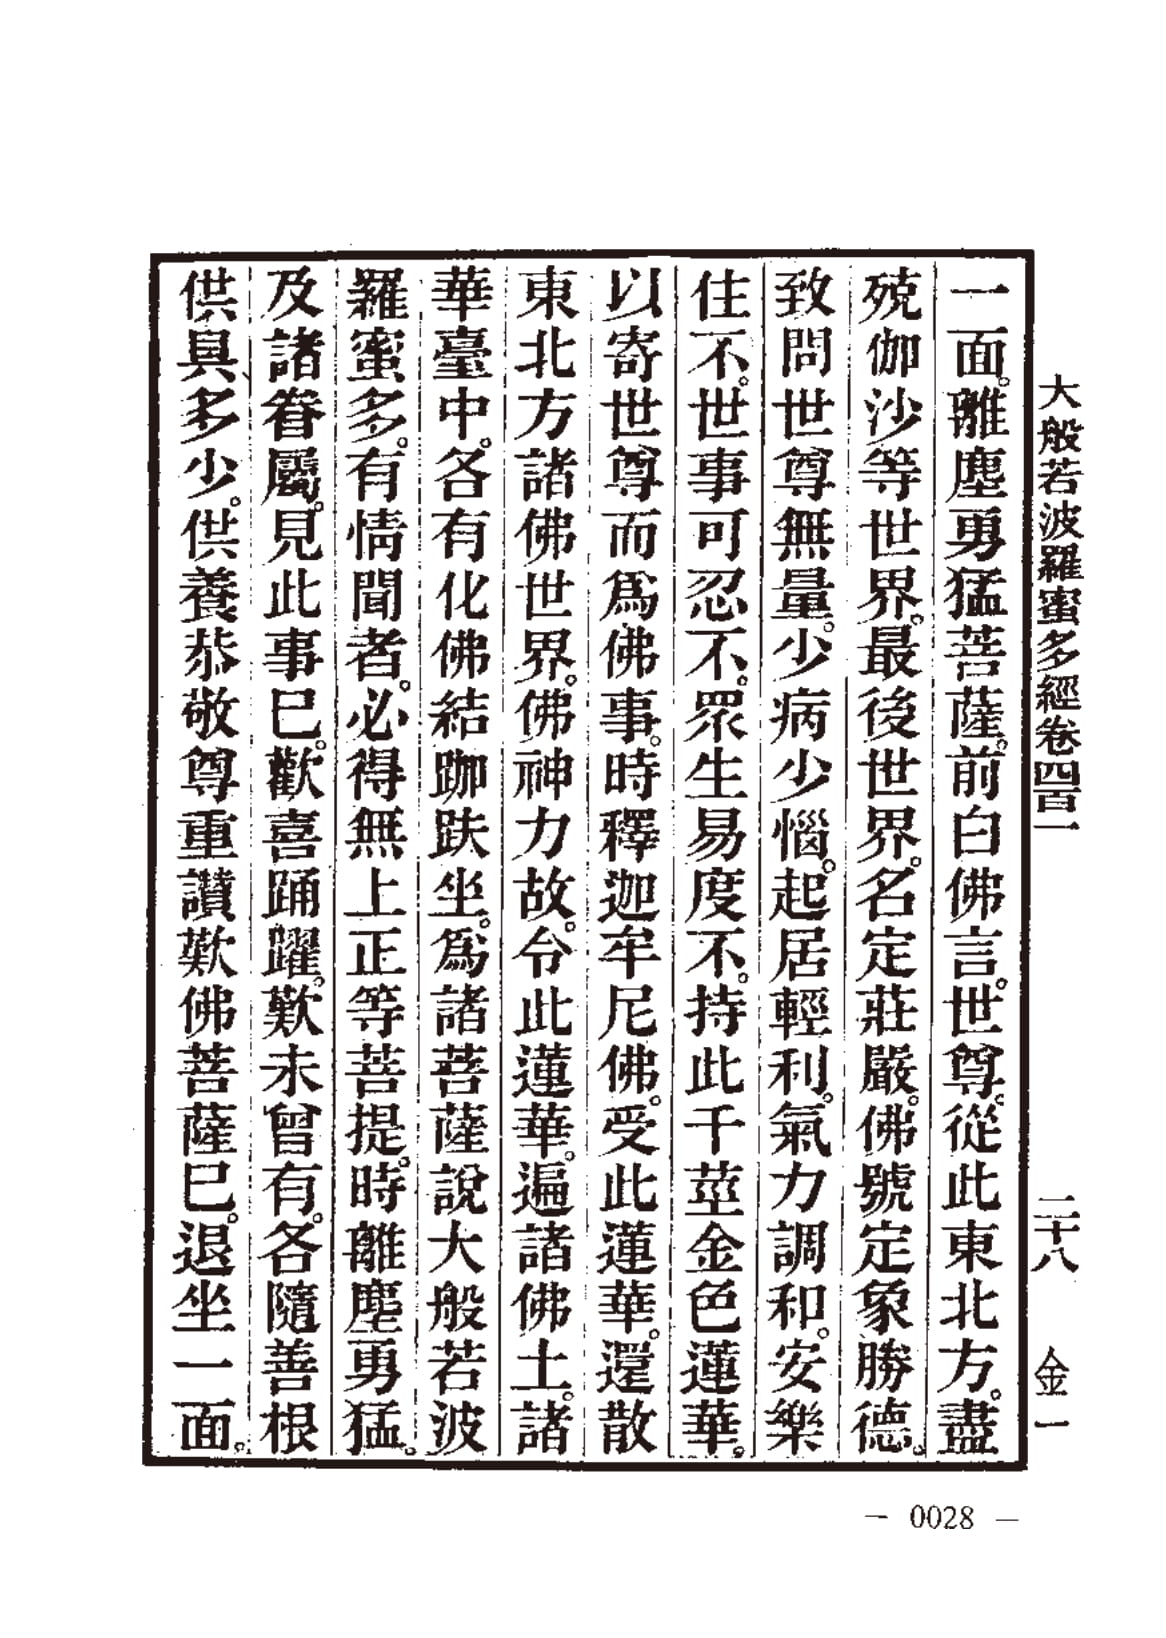 大般若波羅蜜多經卷四百一 二十八 金一
一面。離塵勇猛菩薩。前白佛言。世尊。從此東北方。盡
殑伽沙等世界。最後世界。名定莊嚴。佛號定象勝德。
致問世尊無量。少病少惱。起居輕利。氣力調和。安樂
住不。世事可忍不。眾生易度不。持此千莖金色蓮華。
以寄世尊而爲佛事。時釋迦牟尼佛。受此蓮華。還散
東北方諸佛世界。佛神力故。令此蓮華。遍諸佛土。諸
華臺中。各有化佛結跏趺坐。爲諸菩薩說大般若波
羅蜜多。有情聞者。必得無上正等菩提。時離塵勇猛。
及諸眷屬。見此事已。歡喜踊躍。歎未曾有。各隨善根
供具多少。供養恭敬尊重讚歎佛菩薩已。退坐一面。
— 0028 —